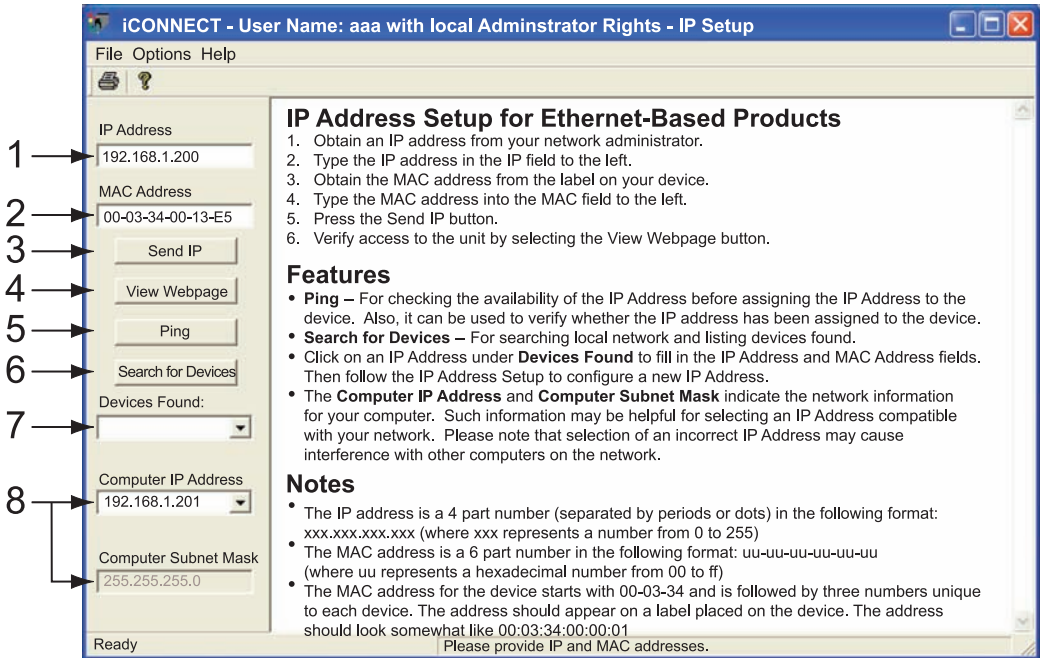 iCONNECT - User Name: aaa with local Adminstrator Rights - IP Setup
File Options Help
IP Address
1
192.168.1.200
MAC Address
2
00-03-34-00-13-E5
3
Send IP
4
View Webpage
5
Ping
6
Search for Devices
Devices Found:
7
Computer IP Address
8
192.168.1.201
Computer Subnet Mask
255.255.255.0
IP Address Setup for Ethernet-Based Products
1. Obtain an IP address from your network administrator.
2. Type the IP address in the IP field to the left.
3. Obtain the MAC address from the label on your device.
4. Type the MAC address into the MAC field to the left.
5. Press the Send IP button.
6. Verify access to the unit by selecting the View Webpage button.
Features
• Ping – For checking the availability of the IP Address before assigning the IP Address to the
device. Also, it can be used to verify whether the IP address has been assigned to the device.
• Search for Devices – For searching local network and listing devices found.
• Click on an IP Address under Devices Found to fill in the IP Address and MAC Address fields.
Then follow the IP Address Setup to configure a new IP Address.
• The Computer IP Address and Computer Subnet Mask indicate the network information
for your computer. Such information may be helpful for selecting an IP Address compatible
with your network. Please note that selection of an incorrect IP Address may cause
interference with other computers on the network.
Notes
• The IP address is a 4 part number (separated by periods or dots) in the following format:
xxx.xxx.xxx.xxx (where xxx represents a number from 0 to 255)
• The MAC address is a 6 part number in the following format: uu-uu-uu-uu-uu-uu
(where uu represents a hexadecimal number from 00 to ff)
• The MAC address for the device starts with 00-03-34 and is followed by three numbers unique
to each device. The address should appear on a label placed on the device. The address
should look somewhat like 00:03:34:00:00:01
Ready
Please provide IP and MAC addresses.